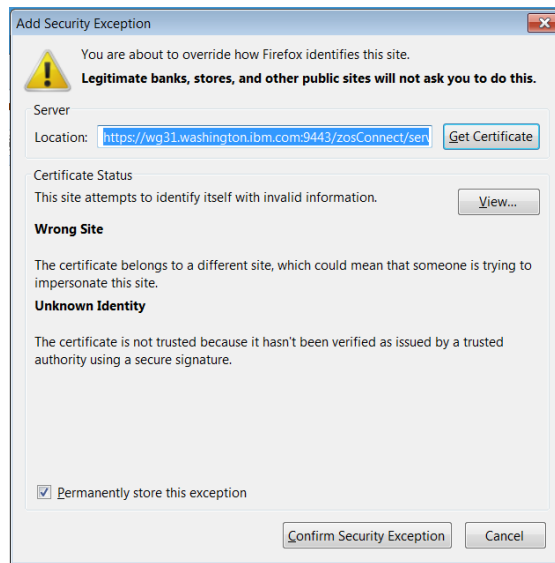 Add Security Exception
You are about to override how Firefox identifies this site.
Legitimate banks, stores, and other public sites will not ask you to do this.
Server
Location: https://wg31.washington.ibm.com:9443/zosConnect/serv Get Certificate
Certificate Status
This site attempts to identify itself with invalid information. View...
Wrong Site
The certificate belongs to a different site, which could mean that someone is trying to
impersonate this site.
Unknown Identity
The certificate is not trusted because it hasn't been verified as issued by a trusted
authority using a secure signature.
Permanently store this exception
Confirm Security Exception Cancel